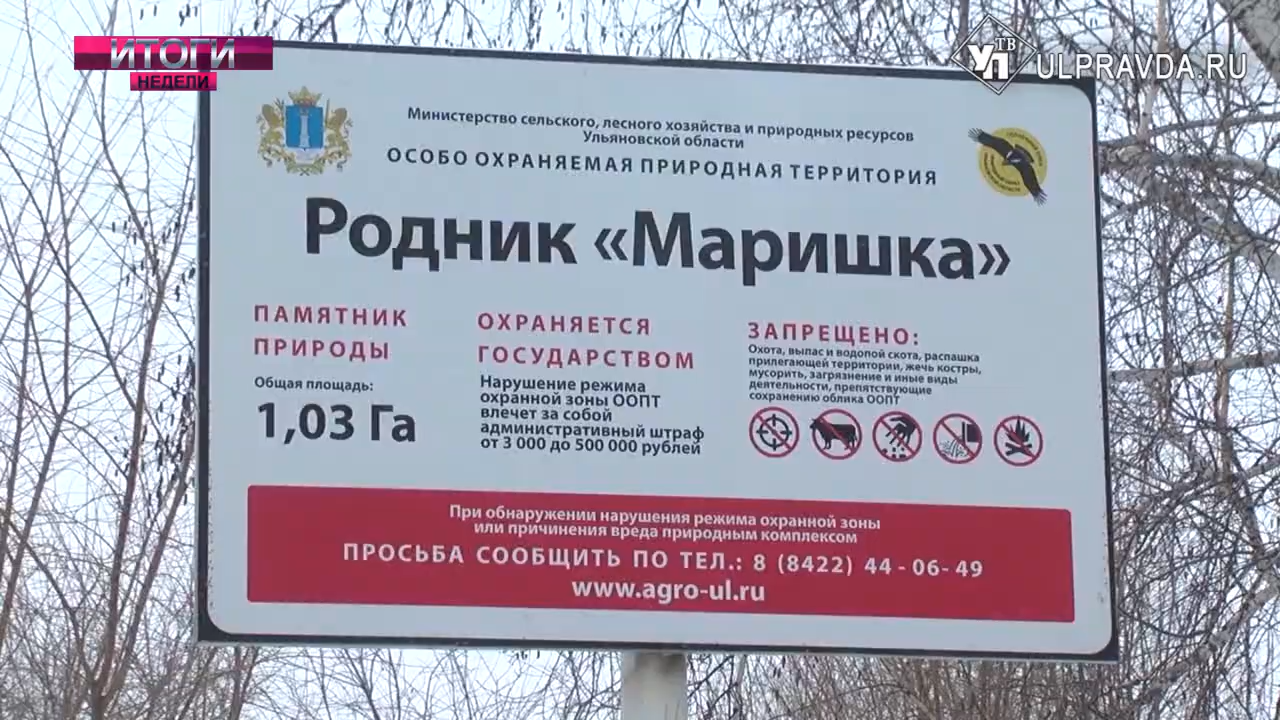 ИТОГИ
НЕДЕЛИ
УП ТВ
ULPRAVDA.RU
Министерство сельского, лесного хозяйства и природных ресурсов
Ульяновской области
ОСОБО ОХРАНЯЕМАЯ ПРИРОДНАЯ ТЕРРИТОРИЯ
Родник «Маришка»
ПАМЯТНИК
ПРИРОДЫ
Общая площадь:
1,03 Га
ОХРАНЯЕТСЯ
ГОСУДАРСТВОМ
Нарушение режима
охранной зоны ООПТ
влечет за собой
административный штраф
от 3 000 до 500 000 рублей
ЗАПРЕЩЕНО:
Охота, выпас и водопой скота, распашка
прилегающей территории, жечь костры,
мусорить, загрязнение и иные виды
деятельности, препятствующие
сохранению облика ООПТ
При обнаружении нарушения режима охранной зоны
или причинения вреда природным комплексом
ПРОСЬБА СООБЩИТЬ ПО ТЕЛ.: 8 (8422) 44-06-49
www.agro-ul.ru